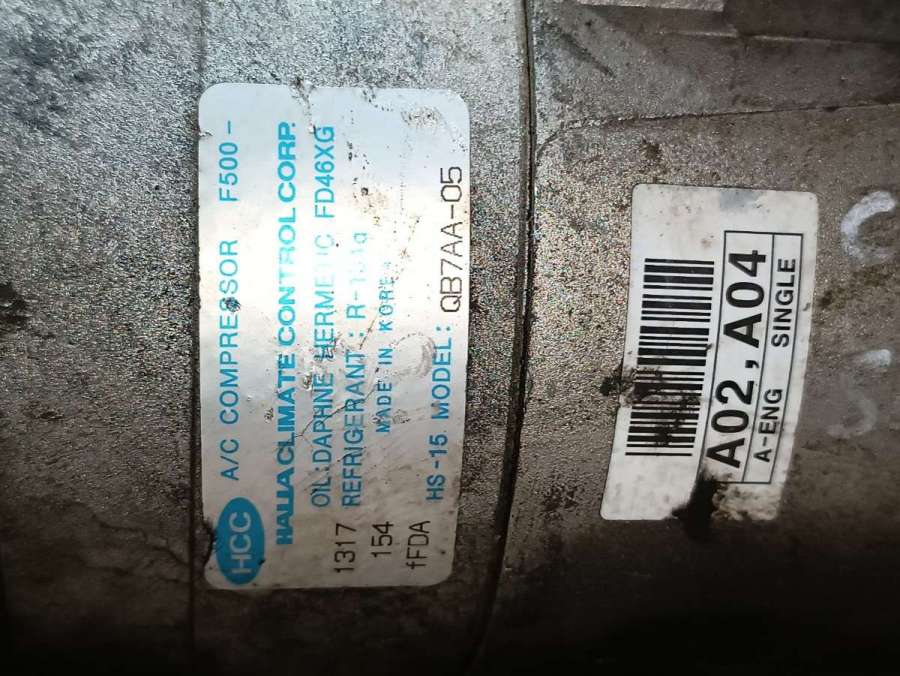 HCC A/C COMPRESSOR F500-
HALLA CLIMATE CONTROL CORP.
OIL:DAPHNE HERMETIC FD46XG
1317 REFRIGERANT: R-134a
154 MADE IN KOREA
fFDA HS-15 MODEL: QB7AA-05
A02,A04
A-ENG SINGLE